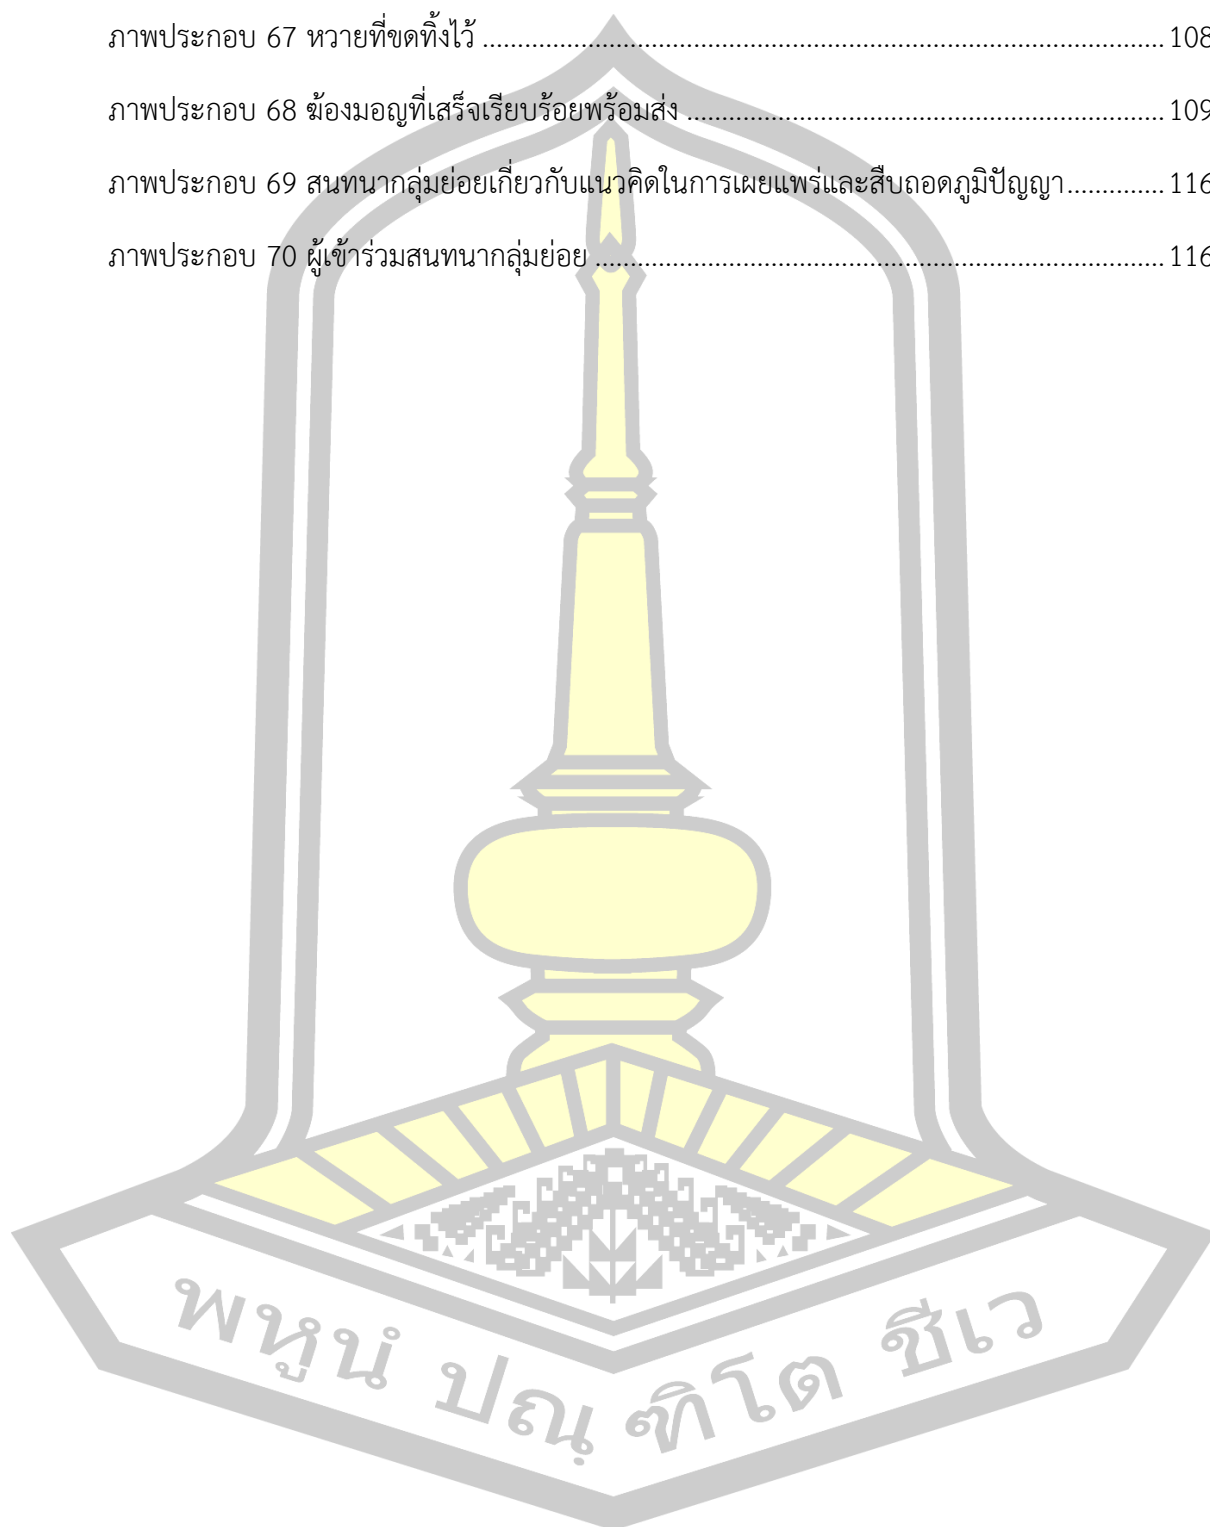 ภาพประกอบ 67 หวายที่ขดทิ้งไว้ ........................................................................................ 108
ภาพประกอบ 68 ฆ้องมอญที่เสร็จเรียบร้อยพร้อมส่ง ............................................................. 109
ภาพประกอบ 69 สนทนากลุ่มย่อยเกี่ยวกับแนวคิดในการเผยแพร่และสืบถอดภูมิปัญญา ............. 116
ภาพประกอบ 70 ผู้เข้าร่วมสนทนากลุ่มย่อย ......................................................................... 116
พหูนํ ปณฺฑิโต ชีเว